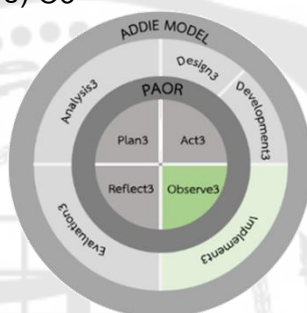 ADDIE MODEL
Analysis3
Design3
Development3
PAOR
Plan3
Act3
Reflect3
Observe3
Evaluation3
Implement3